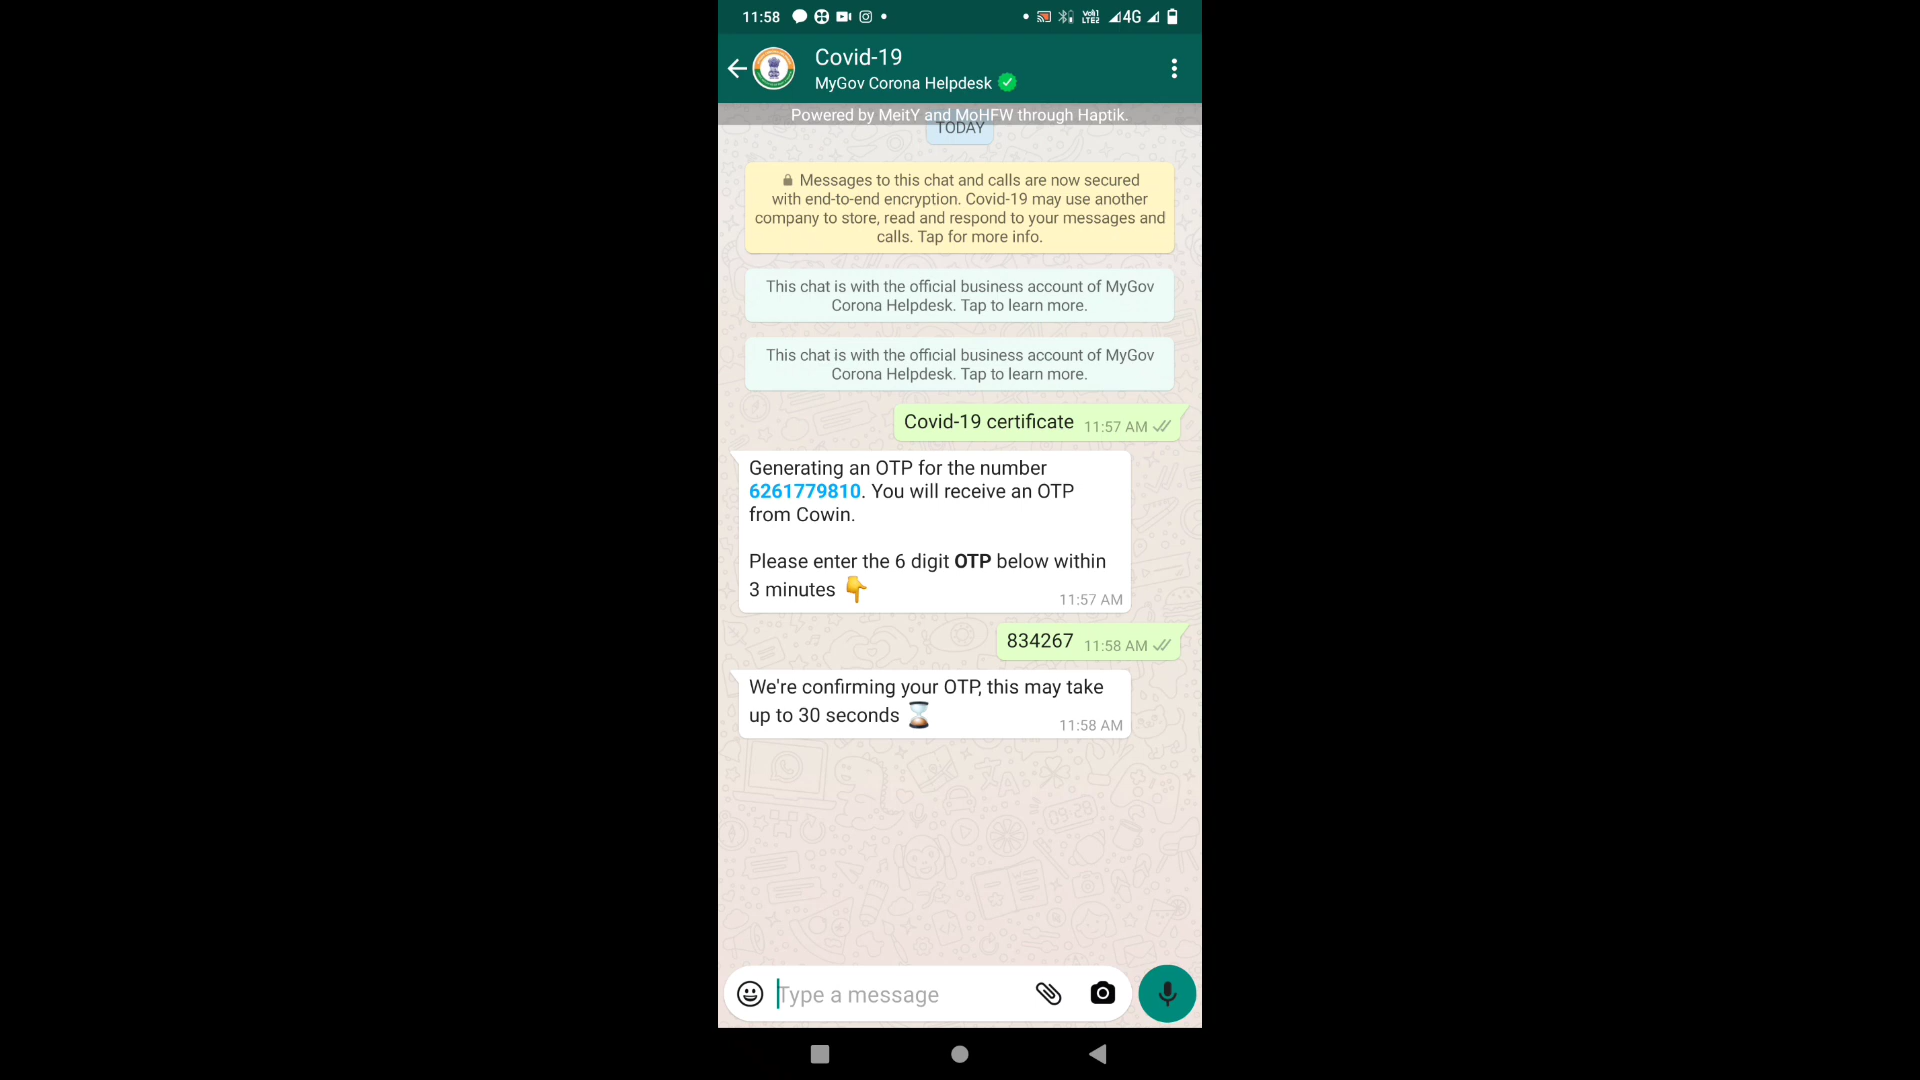 11:58
4G
Covid-19
MyGov Corona Helpdesk
Powered by MeitY and MoHFW through Haptik.
TODAY
Messages to this chat and calls are now secured
with end-to-end encryption. Covid-19 may use another
company to store, read and respond to your messages and
calls. Tap for more info.
This chat is with the official business account of MyGov
Corona Helpdesk. Tap to learn more.
This chat is with the official business account of MyGov
Corona Helpdesk. Tap to learn more.
Covid-19 certificate 11:57 AM
Generating an OTP for the number
6261779810. You will receive an OTP
from Cowin.
Please enter the 6 digit OTP below within
3 minutes
11:57 AM
834267 11:58 AM
We're confirming your OTP, this may take
up to 30 seconds
11:58 AM
Type a message